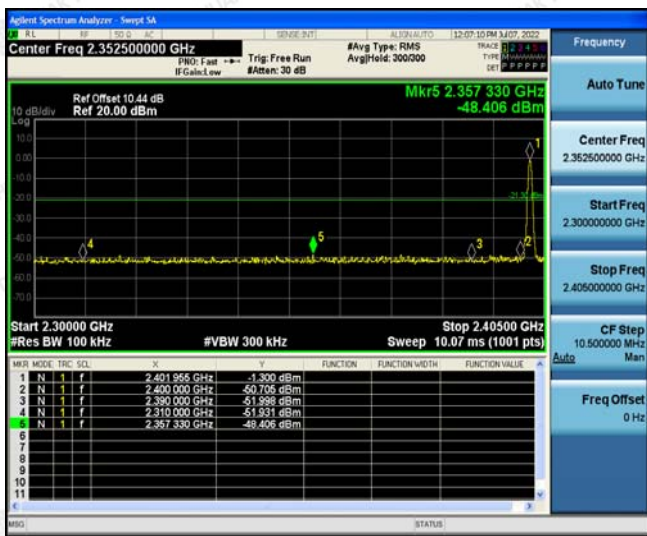 Agilent Spectrum Analyzer - Swept SA
RL RF 50 Ω AC SENSE:INT ALIGN AUTO 12:07:10 PM Jul 07, 2022
Center Freq 2.352500000 GHz
PNO: Fast
IFGain:Low
Trig: Free Run
#Atten: 30 dB
#Avg Type: RMS
Avg|Hold: 300/300
TRACE 1 2 3 4 5 6
TYPE
DET P P P P P P
Ref Offset 10.44 dB
Ref 20.00 dBm
Mkr5 2.357 330 GHz
-48.406 dBm
10 dB/div
Log
10.0
0.00
-10.0
-20.0
-30.0
-40.0
-50.0
-60.0
-70.0
1
2
3
4
5
Start 2.30000 GHz
#Res BW 100 kHz
#VBW 300 kHz
Stop 2.40500 GHz
Sweep 10.07 ms (1001 pts)
MKR MODE TRC SCL X Y FUNCTION FUNCTION WIDTH FUNCTION VALUE
1 N 1 f 2.401 955 GHz -1.300 dBm
2 N 1 f 2.400 000 GHz -50.705 dBm
3 N 1 f 2.390 000 GHz -51.998 dBm
4 N 1 f 2.310 000 GHz -51.931 dBm
5 N 1 f 2.357 330 GHz -48.406 dBm
6
7
8
9
10
11
MSG STATUS
Frequency
Auto Tune
Center Freq
2.352500000 GHz
Start Freq
2.300000000 GHz
Stop Freq
2.405000000 GHz
CF Step
10.500000 MHz
Auto Man
Freq Offset
0 Hz